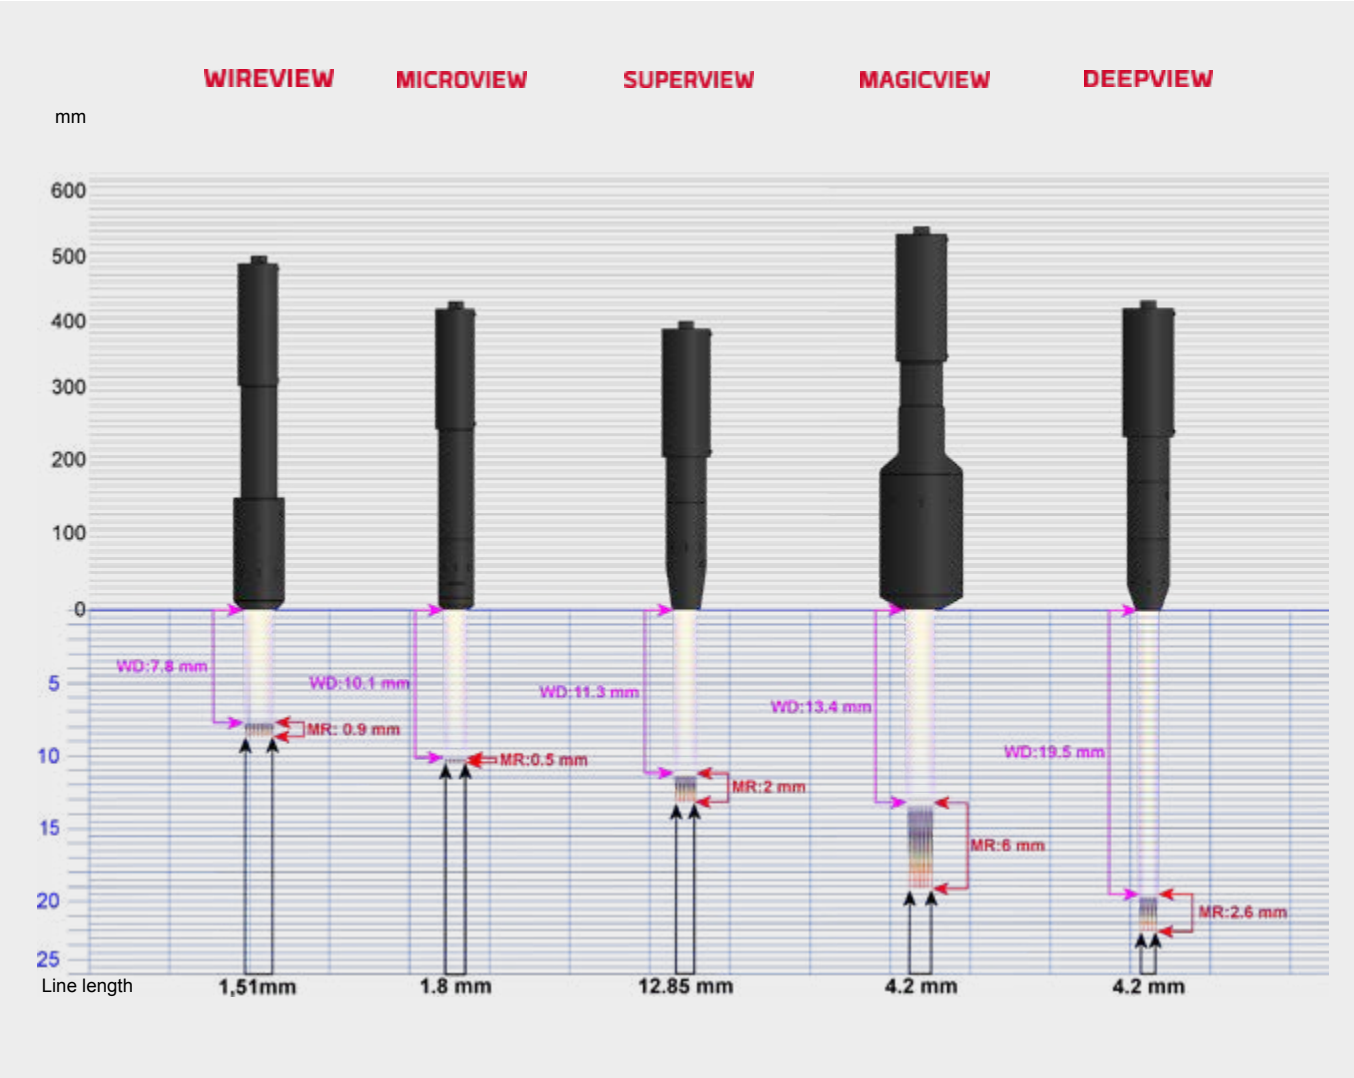 WIREVIEW MICROVIEW SUPERVIEW MAGICVIEW DEEPVIEW
mm
600
500
400
300
200
100
0
WD:7.8 mm
5
WD:10.1 mm
WD:11.3 mm
WD:13.4 mm
MR: 0.9 mm
10
WD:19.5 mm
MR:0.5 mm
MR:2 mm
15
MR:6 mm
20
MR:2.6 mm
25
Line length 1,51mm 1.8 mm 12.85 mm 4.2 mm 4.2 mm